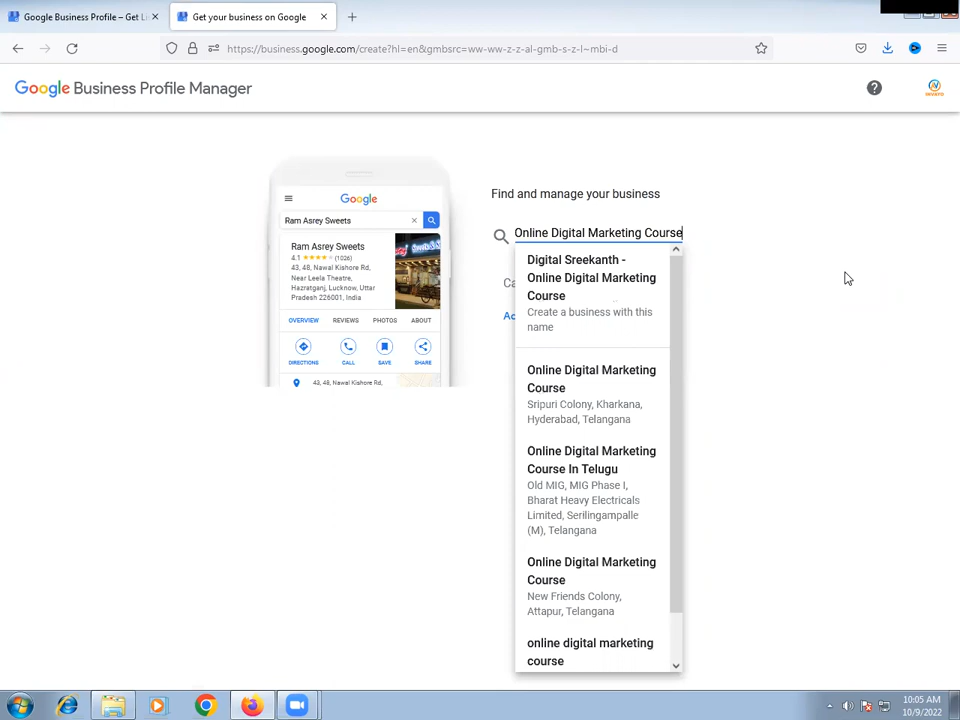 Google Business Profile – Get Li
Get your business on Google
https://business.google.com/create?hl=en&gmbsrc=ww-ww-z-z-al-gmb-s-z-l~mbi-d
Google Business Profile Manager
Google
Ram Asrey Sweets
Ram Asrey Sweets
4.1 (1026)
43, 48, Nawal Kishore Rd,
Near Leela Theatre,
Hazratganj, Lucknow, Uttar
Pradesh 226001, India
OVERVIEW REVIEWS PHOTOS ABOUT
DIRECTIONS CALL SAVE SHARE
43, 48, Nawal Kishore Rd,
Find and manage your business
Online Digital Marketing Course
Digital Sreekanth -
Online Digital Marketing
Course
Create a business with this
name
Online Digital Marketing
Course
Sripuri Colony, Kharkana,
Hyderabad, Telangana
Online Digital Marketing
Course In Telugu
Old MIG, MIG Phase I,
Bharat Heavy Electricals
Limited, Serilingampalle
(M), Telangana
Online Digital Marketing
Course
New Friends Colony,
Attapur, Telangana
online digital marketing
course
10:05 AM
10/9/2022